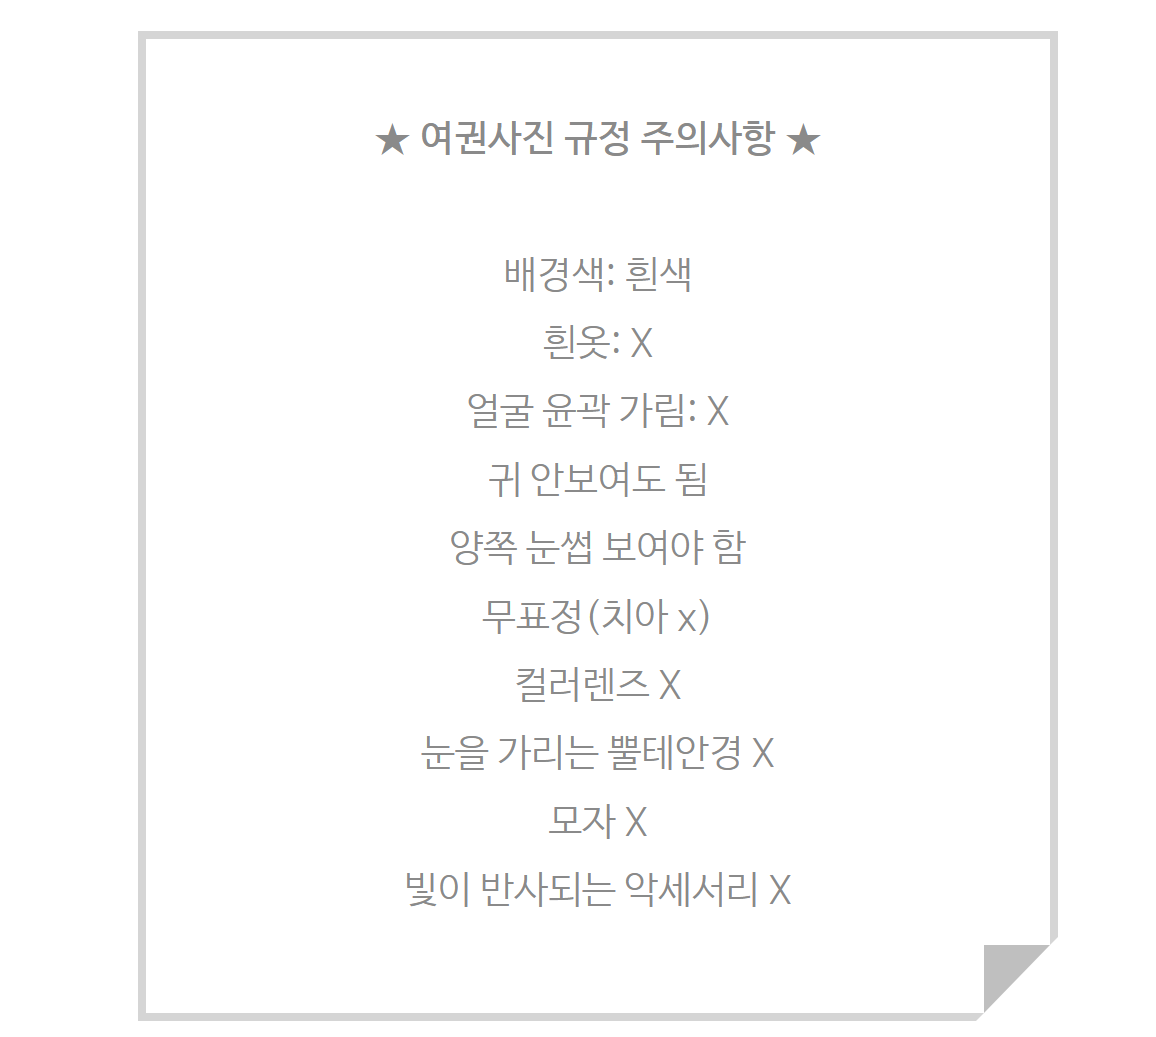 ★ 여권사진 규정 주의사항 ★
배경색: 흰색
흰옷: X
얼굴 윤곽 가림: X
귀 안보여도 됨
양쪽 눈썹 보여야 함
무표정(치아 x)
컬러렌즈 X
눈을 가리는 뿔테안경 X
모자 X
빛이 반사되는 악세서리 X